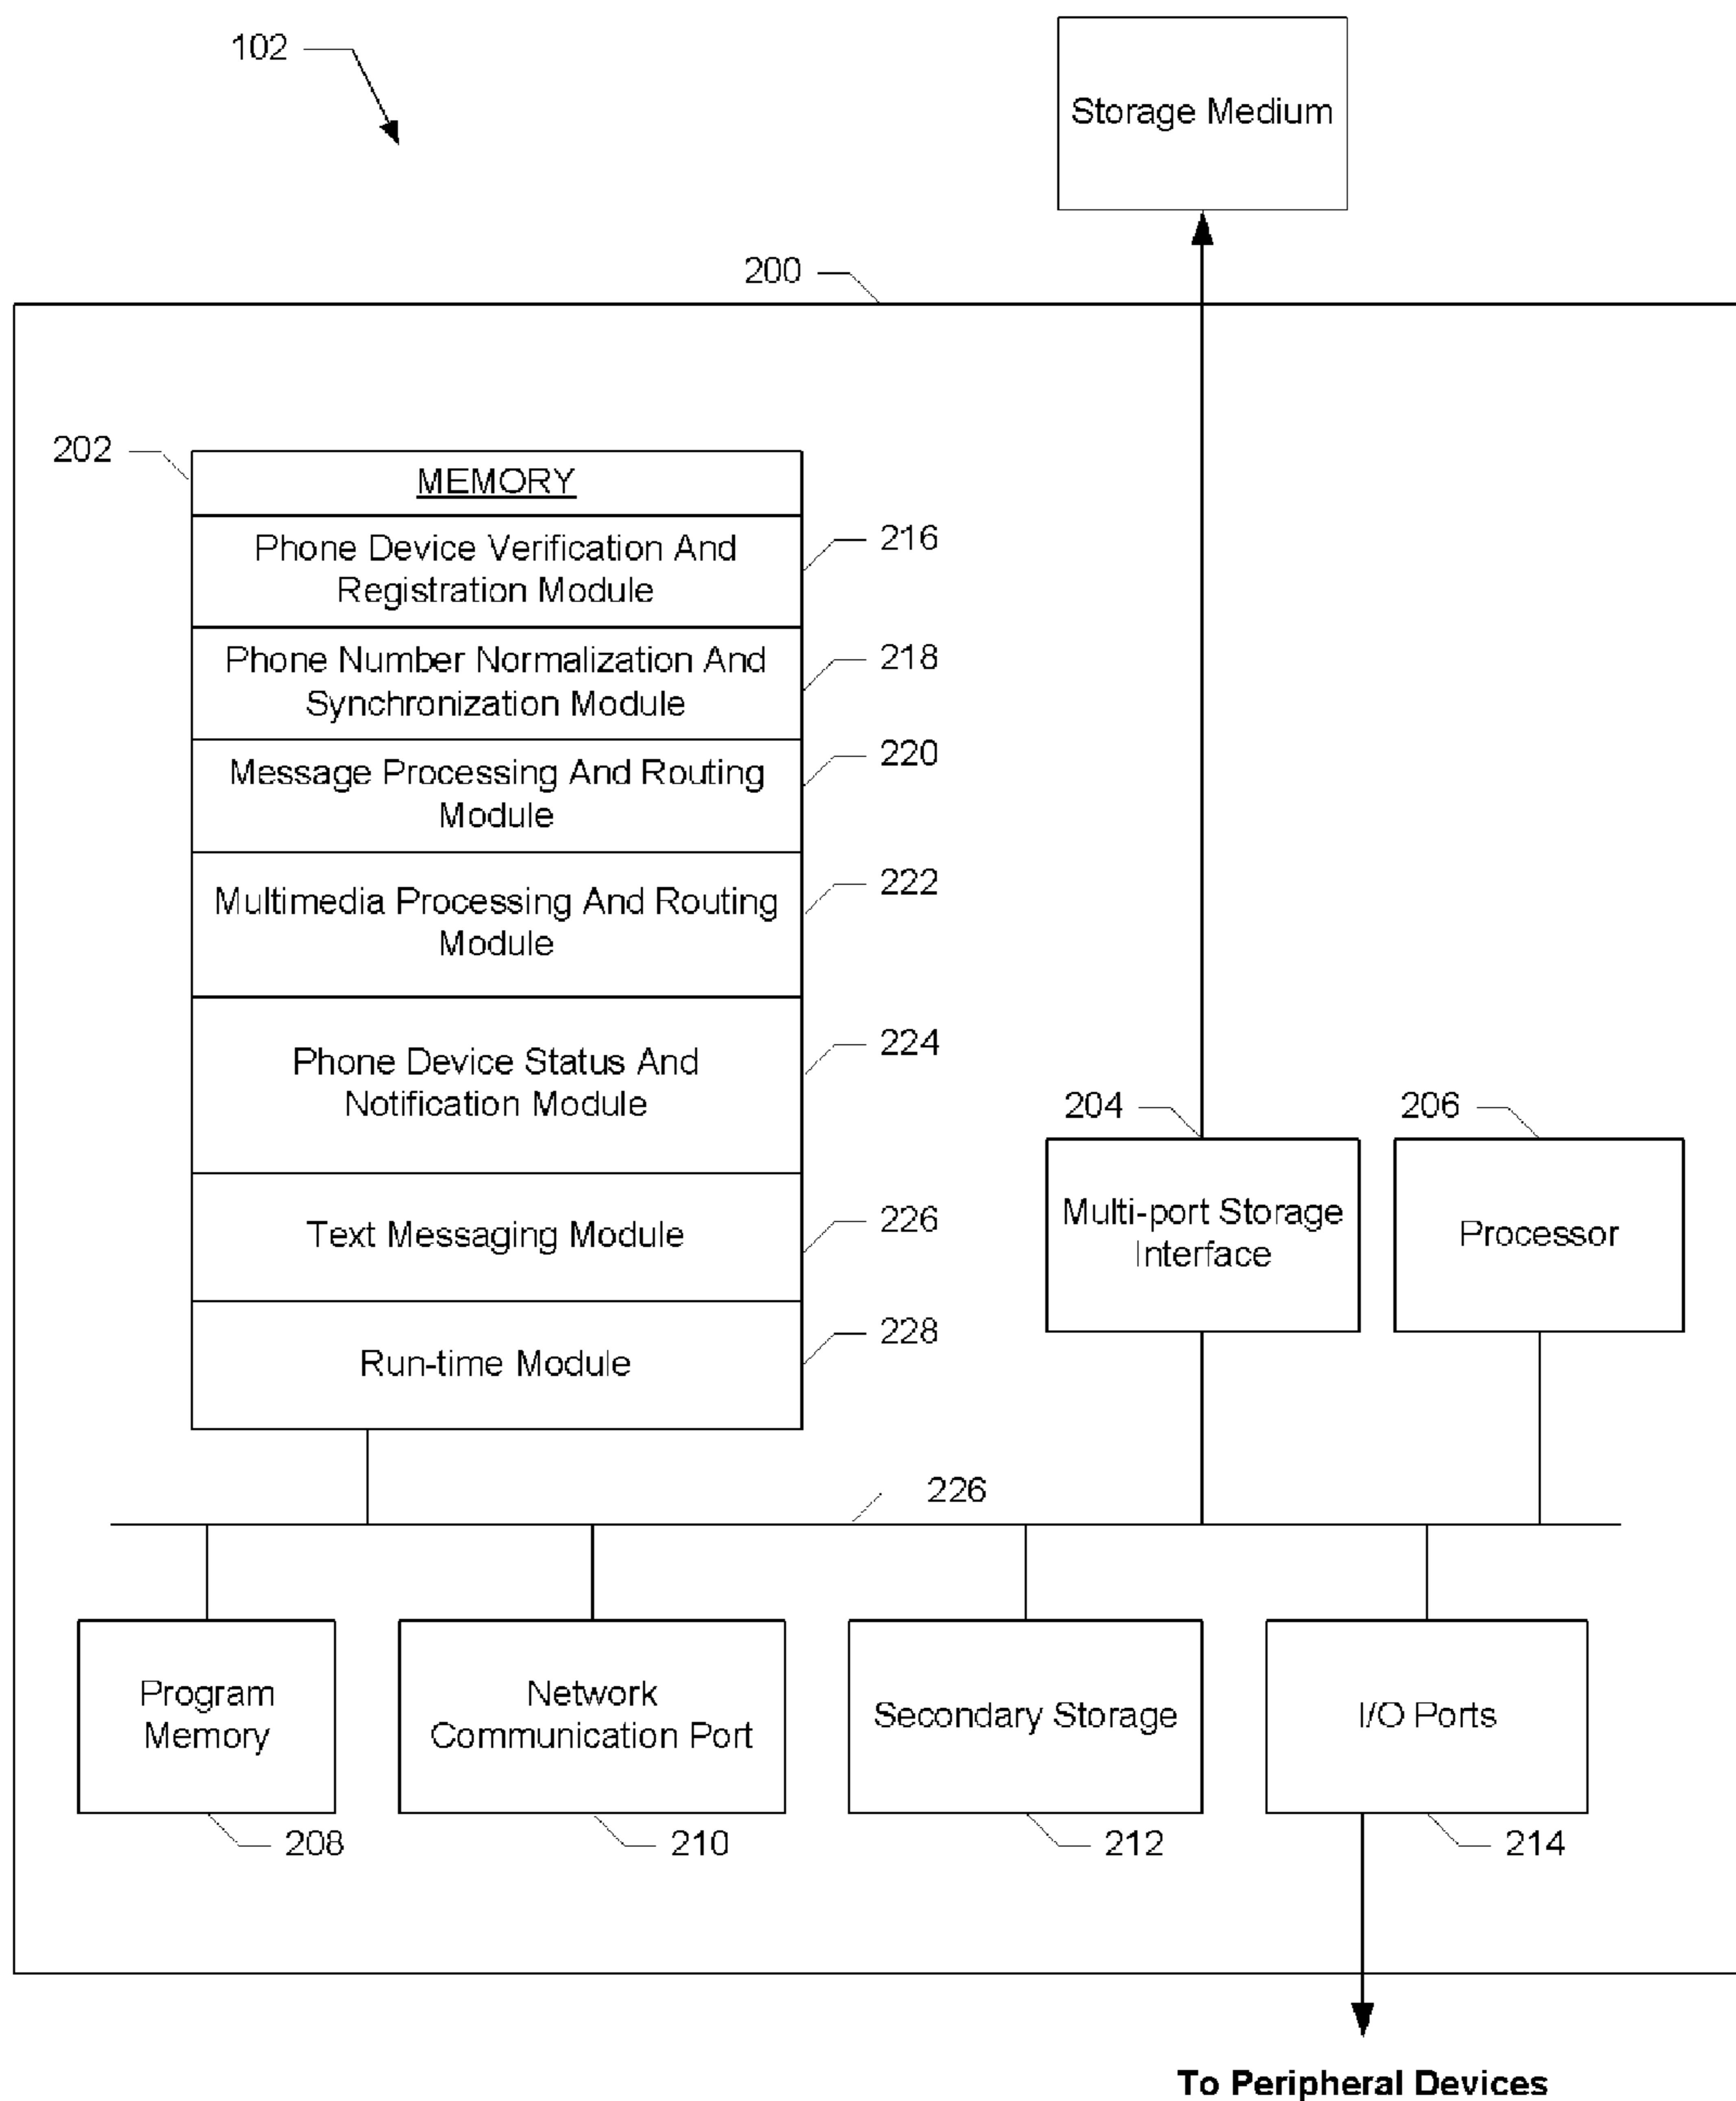 102
Storage Medium
200
202
MEMORY
Phone Device Verification And
Registration Module
216
Phone Number Normalization And
Synchronization Module
218
Message Processing And Routing
Module
220
Multimedia Processing And Routing
Module
222
Phone Device Status And
Notification Module
224
Text Messaging Module
226
Run-time Module
228
204
Multi-port Storage
Interface
206
Processor
226
Program
Memory
208
Network
Communication Port
210
Secondary Storage
212
I/O Ports
214
To Peripheral Devices